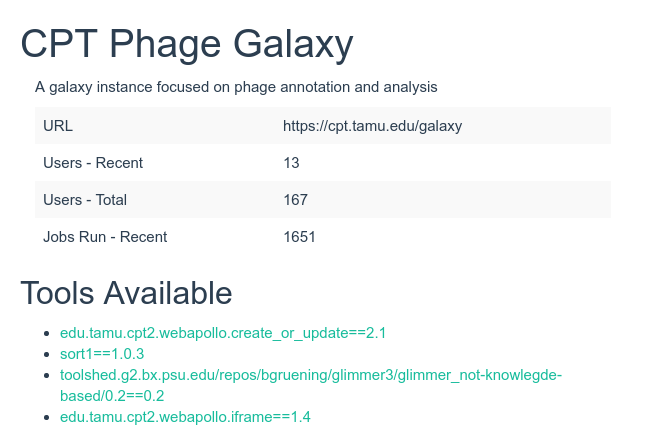 CPT Phage Galaxy
A galaxy instance focused on phage annotation and analysis
URL https://cpt.tamu.edu/galaxy
Users - Recent 13
Users - Total 167
Jobs Run - Recent 1651
Tools Available
edu.tamu.cpt2.webapollo.create_or_update==2.1
sort1==1.0.3
toolshed.g2.bx.psu.edu/repos/bgruening/glimmer3/glimmer_not-knowlegde-
based/0.2==0.2
edu.tamu.cpt2.webapollo.iframe==1.4